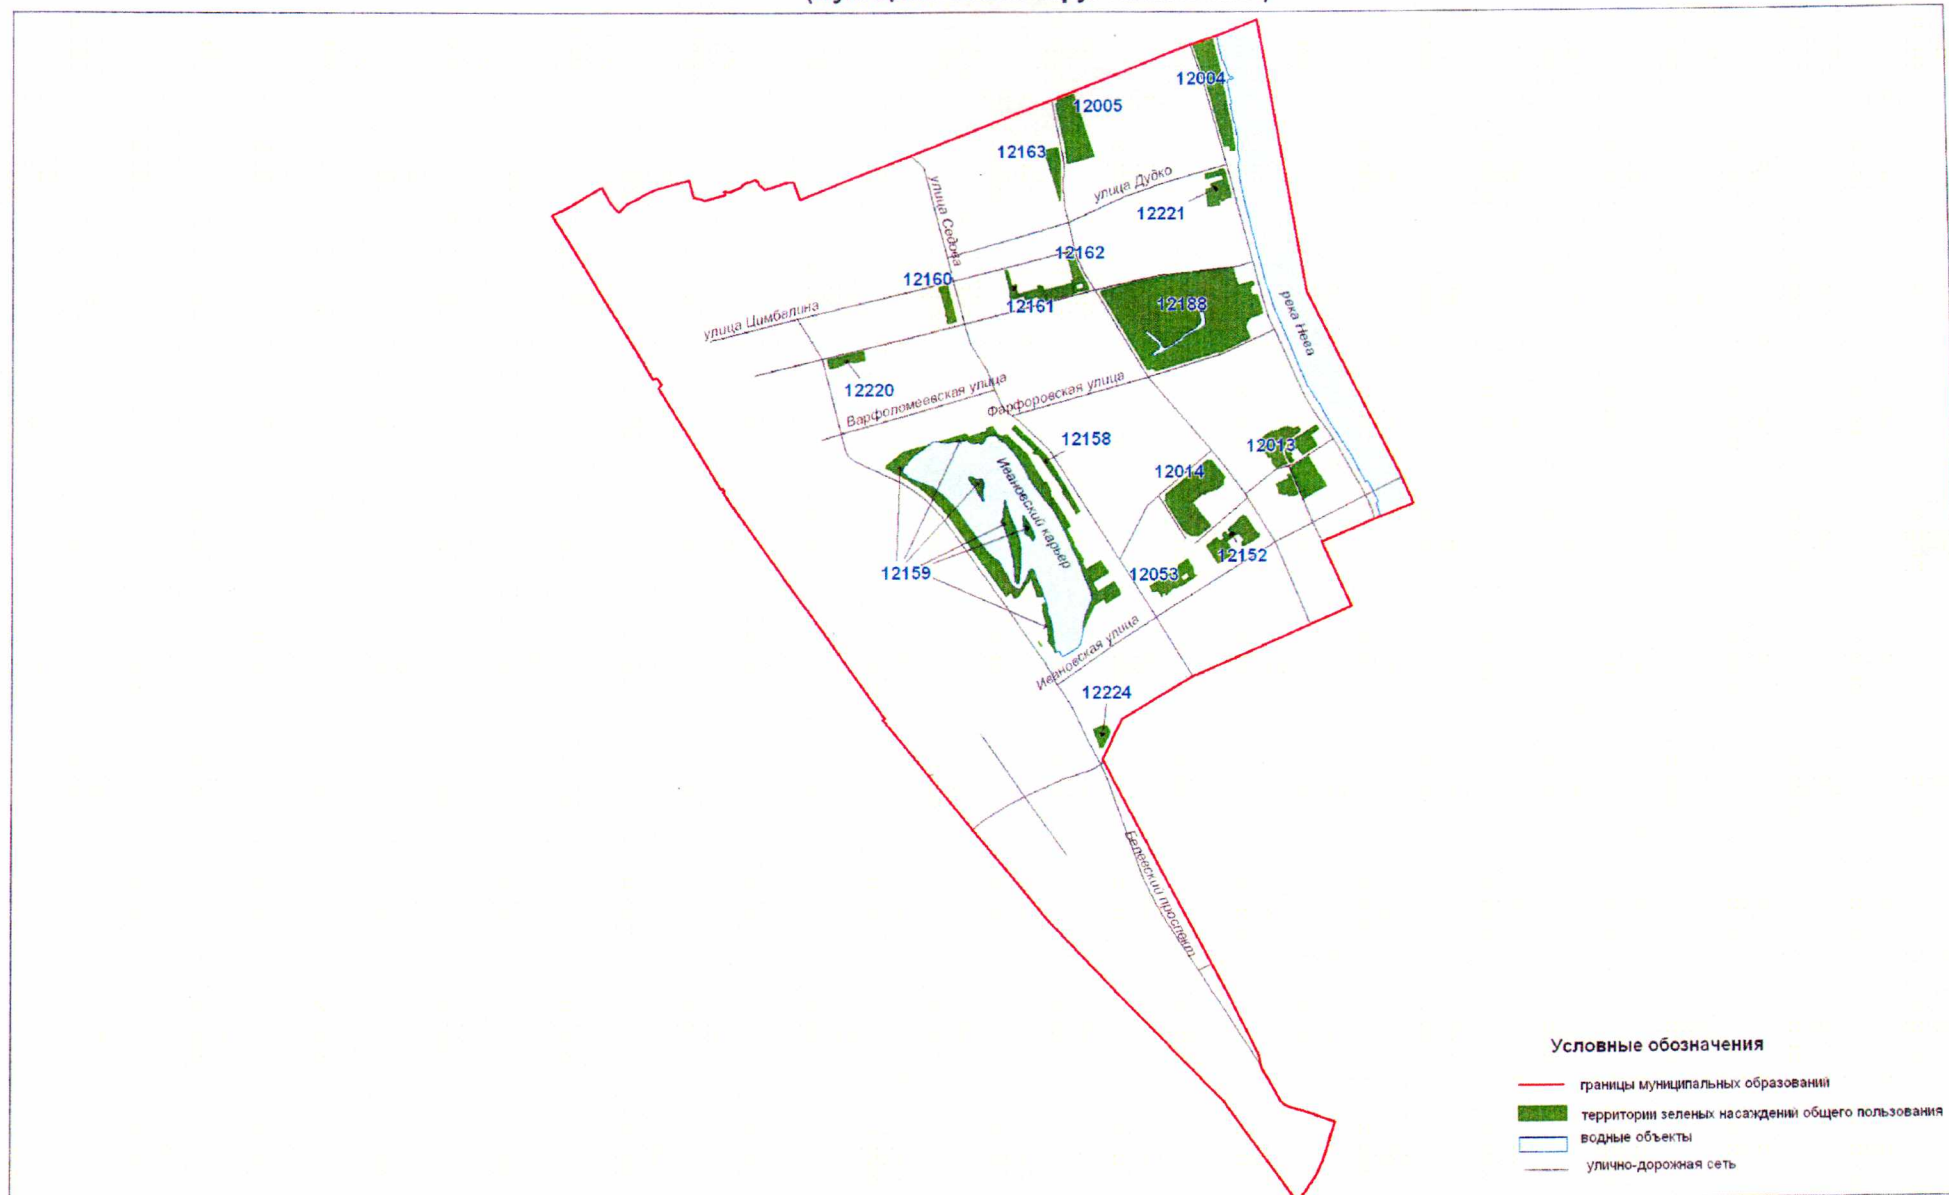 12004
12005
12163
улица Дудко
12221
улица Седова
12162
12160
12161
12188
улица Цимбалина
река Нева
12220
Варфоломеевская улица
Фарфоровская улица
12158
12013
12014
Ивановский карьер
12152
12159
12053
Ивановская улица
12224
Белевский проспект
Условные обозначения
границы муниципальных образований
территории зеленых насаждений общего пользования
водные объекты
улично-дорожная сеть